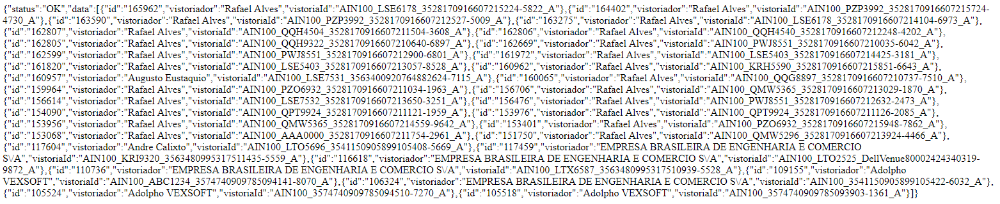 {"status":"OK","data":[{"id":"165962","vistoriador":"Rafael Alves","vistoriaId":"AIN100_LSE6178_3528170916607215224-5822_A"},{"id":"164402","vistoriador":"Rafael Alves","vistoriaId":"AIN100_PZP3992_3528170916607215724-
4730_A"},{"id":"163590","vistoriador":"Rafael Alves","vistoriaId":"AIN100_PZP3992_3528170916607212527-5009_A"},{"id":"163275","vistoriador":"Rafael Alves","vistoriaId":"AIN100_LSE6178_3528170916607214104-6973_A"},
{"id":"162807","vistoriador":"Rafael Alves","vistoriaId":"AIN100_QQH4504_3528170916607211504-3608_A"},{"id":"162806","vistoriador":"Rafael Alves","vistoriaId":"AIN100_QQH4540_3528170916607212248-4202_A"},
{"id":"162805","vistoriador":"Rafael Alves","vistoriaId":"AIN100_QQH9322_3528170916607210640-6897_A"},{"id":"162669","vistoriador":"Rafael Alves","vistoriaId":"AIN100_PWJ8551_3528170916607210035-6042_A"},
{"id":"162599","vistoriador":"Rafael Alves","vistoriaId":"AIN100_PWJ8551_3528170916607212900-6801_A"},{"id":"161972","vistoriador":"Rafael Alves","vistoriaId":"AIN100_LSE5403_3528170916607214425-3181_A"},
{"id":"161820","vistoriador":"Rafael Alves","vistoriaId":"AIN100_LSE5403_3528170916607213057-8528_A"},{"id":"160962","vistoriador":"Rafael Alves","vistoriaId":"AIN100_KRH5590_3528170916607215851-6643_A"},
{"id":"160957","vistoriador":"Augusto Eustaquio","vistoriaId":"AIN100_LSE7531_3563400920764882624-7115_A"},{"id":"160065","vistoriador":"Rafael Alves","vistoriaId":"AIN100_QQG8897_3528170916607210737-7510_A"},
{"id":"159964","vistoriador":"Rafael Alves","vistoriaId":"AIN100_PZO6932_3528170916607211034-1963_A"},{"id":"156706","vistoriador":"Rafael Alves","vistoriaId":"AIN100_QMW5365_3528170916607213029-1870_A"},
{"id":"156614","vistoriador":"Rafael Alves","vistoriaId":"AIN100_LSE7532_3528170916607213650-3251_A"},{"id":"156476","vistoriador":"Rafael Alves","vistoriaId":"AIN100_PWJ8551_3528170916607212632-2473_A"},
{"id":"154090","vistoriador":"Rafael Alves","vistoriaId":"AIN100_QPT9924_3528170916607211121-1959_A"},{"id":"153976","vistoriador":"Rafael Alves","vistoriaId":"AIN100_QPT9924_3528170916607211126-2085_A"},
{"id":"153956","vistoriador":"Rafael Alves","vistoriaId":"AIN100_QMW5365_3528170916607214559-9642_A"},{"id":"153401","vistoriador":"Rafael Alves","vistoriaId":"AIN100_PZO6932_3528170916607215948-7862_A"},
{"id":"153068","vistoriador":"Rafael Alves","vistoriaId":"AIN100_AAA0000_3528170916607211754-2961_A"},{"id":"151750","vistoriador":"Rafael Alves","vistoriaId":"AIN100_QMW5296_3528170916607213924-4466_A"},
{"id":"117604","vistoriador":"Andre Calixto","vistoriaId":"AIN100_LTO5696_3541150905899105408-5669_A"},{"id":"117459","vistoriador":"EMPRESA BRASILEIRA DE ENGENHARIA E COMERCIO
S\/A","vistoriaId":"AIN100_KRI9320_3563480995317511435-5559_A"},{"id":"116618","vistoriador":"EMPRESA BRASILEIRA DE ENGENHARIA E COMERCIO S\/A","vistoriaId":"AIN100_LTO2525_DellVenue80002424340319-
9872_A"},{"id":"110736","vistoriador":"EMPRESA BRASILEIRA DE ENGENHARIA E COMERCIO S\/A","vistoriaId":"AIN100_LTX6587_3563480995317510939-5528_A"},{"id":"109155","vistoriador":"Adolpho
VEXSOFT","vistoriaId":"AIN100_ABC1234_3574740909785094141-8070_A"},{"id":"106324","vistoriador":"EMPRESA BRASILEIRA DE ENGENHARIA E COMERCIO S\/A","vistoriaId":"AIN100_3541150905899105422-6032_A"},
{"id":"105524","vistoriador":"Adolpho VEXSOFT","vistoriaId":"AIN100_3574740909785094510-7270_A"},{"id":"105518","vistoriador":"Adolpho VEXSOFT","vistoriaId":"AIN100_3574740909785093903-1361_A"}]}